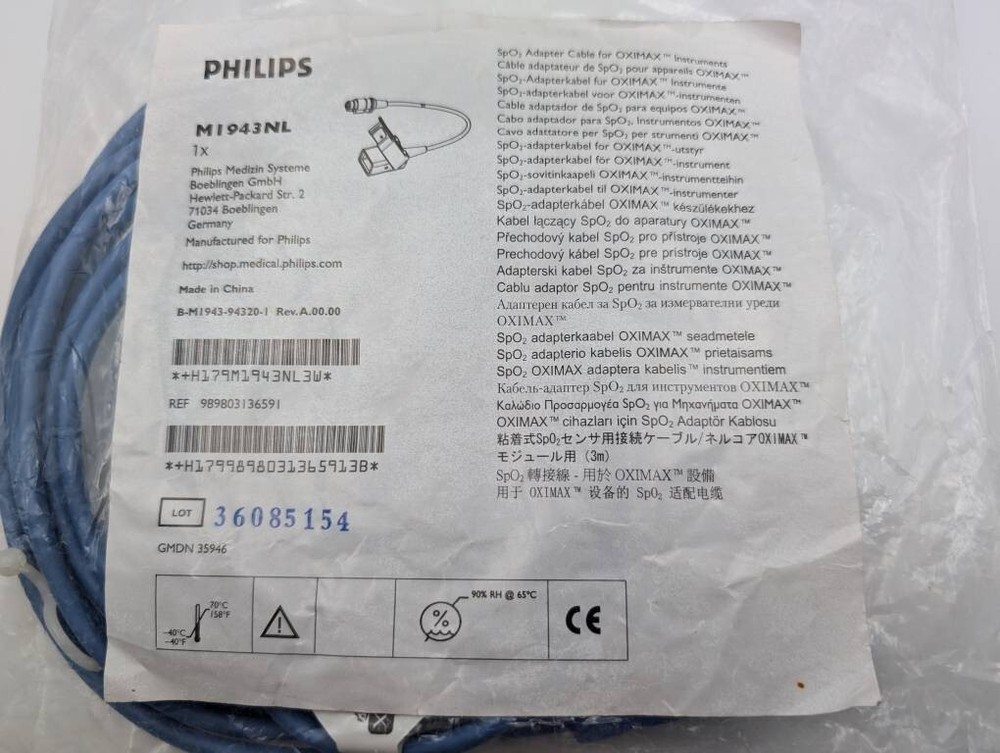 PHILIPS
M1943NL
1x
Philips Medizin Systeme
Boeblingen GmbH
Hewlett-Packard Str. 2
71034 Boeblingen
Germany
Manufactured for Philips
http://shop.medical.philips.com
Made in China
B-M1943-94320-1 Rev.A.00.00
*+H179M1943NL3W*
REF 989803136591
*+H1799898031365913B*
LOT 36085154
GMDN 35946
70°C
158°F
-40°C
-40°F
%
90% RH @ 65°C
CE
SpO₂ Adapter Cable for OXIMAX™ Instruments
Câble adaptateur de SpO₂ pour appareils OXIMAX™
SpO₂-Adapterkabel für OXIMAX™ Instrumente
SpO₂-adapterkabel voor OXIMAX™-instrumenten
Cable adaptador de SpO₂ para equipos OXIMAX™
Cabo adaptador para SpO₂, Instrumentos OXIMAX™
Cavo adattatore per SpO₂ per strumenti OXIMAX™
SpO₂-adapterkabel for OXIMAX™-utstyr
SpO₂-adapterkabel för OXIMAX™-instrument
SpO₂-sovitinkaapeli OXIMAX™-instrumentteihin
SpO₂-adapterkabel til OXIMAX™-instrumenter
SpO₂-adapterkábel OXIMAX™ készülékekhez
Kabel łączący SpO₂ do aparatury OXIMAX™
Přechodový kabel SpO₂ pro přístroje OXIMAX™
Prechodový kábel SpO₂ pre prístroje OXIMAX™
Adapterski kabel SpO₂ za inštrumente OXIMAX™
Cablu adaptor SpO₂ pentru instrumente OXIMAX™
Адаптерен кабел за SpO₂ за измервателни уреди
OXIMAX™
SpO₂ adapterkaabel OXIMAX™ seadmetele
SpO₂ adapterio kabelis OXIMAX™ prietaisams
SpO₂ OXIMAX adaptera kabelis™ instrumentiem
Кабель-адаптер SpO₂ для инструментов OXIMAX™
Καλώδιο Προσαρμογέα SpO₂ για Μηχανήματα OXIMAX™
OXIMAX™ cihazları için SpO₂ Adaptör Kablosu
粘着式SpO₂センサ用接続ケーブル/ネルコアOXIMAX™
モジュール用（3m）
SpO₂ 轉接線 - 用於 OXIMAX™ 設備
用于 OXIMAX™ 设备的 SpO₂ 适配电缆